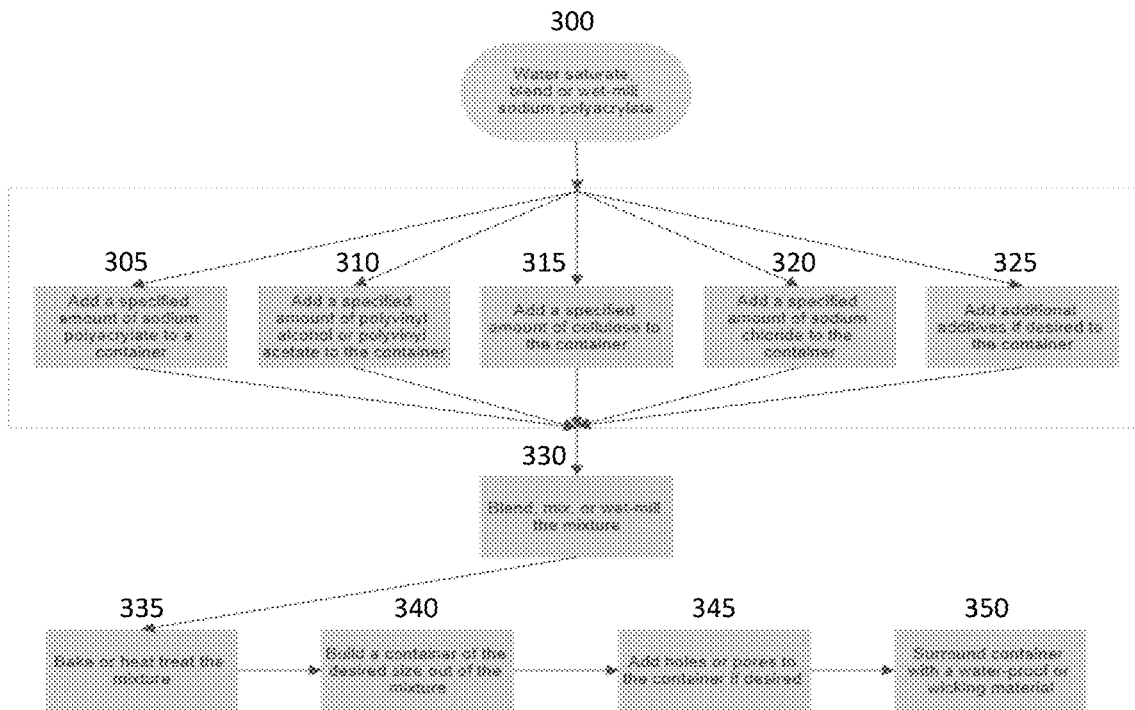 300
Water saturate,
blend or wet-mill
sodium polyacrylate
305
310
315
320
325
Add a specified
amount of sodium
polyacrylate to a
container
Add a specified
amount of polyvinyl
alcohol or polyvinyl
acetate to the container
Add a specified
amount of cellulose to
the container
Add a specified
amount of sodium
chloride to the
container
Add additional
additives if desired to
the container
330
Blend, mix, or wet-mill
the mixture
335
340
345
350
Bake or heat treat the
mixture
Build a container of the
desired size out of the
mixture
Add holes or pores to
the container if desired
Surround container
with a water-proof or
wicking material